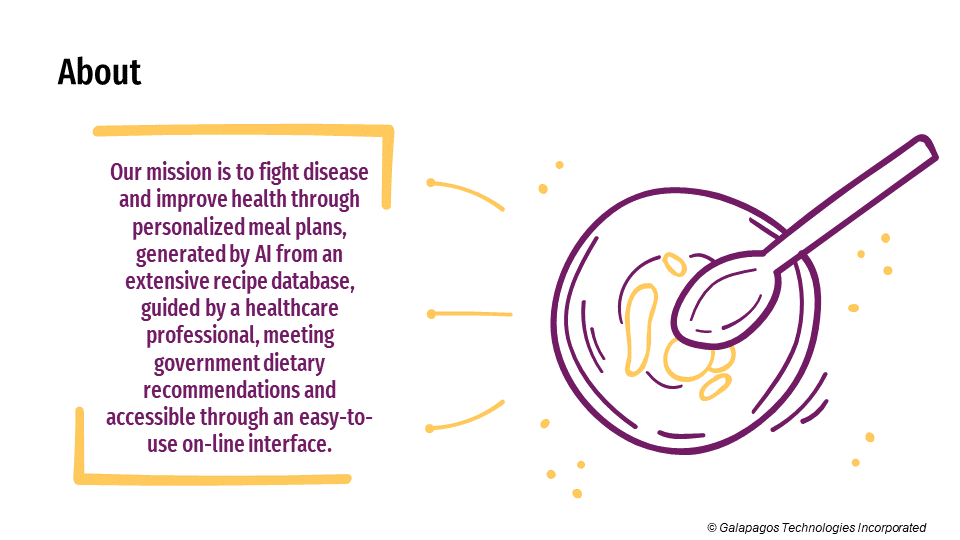 About
Our mission is to fight disease
and improve health through
personalized meal plans,
generated by AI from an
extensive recipe database,
guided by a healthcare
professional, meeting
government dietary
recommendations and
accessible through an easy-to-
use on-line interface.
© Galapagos Technologies Incorporated